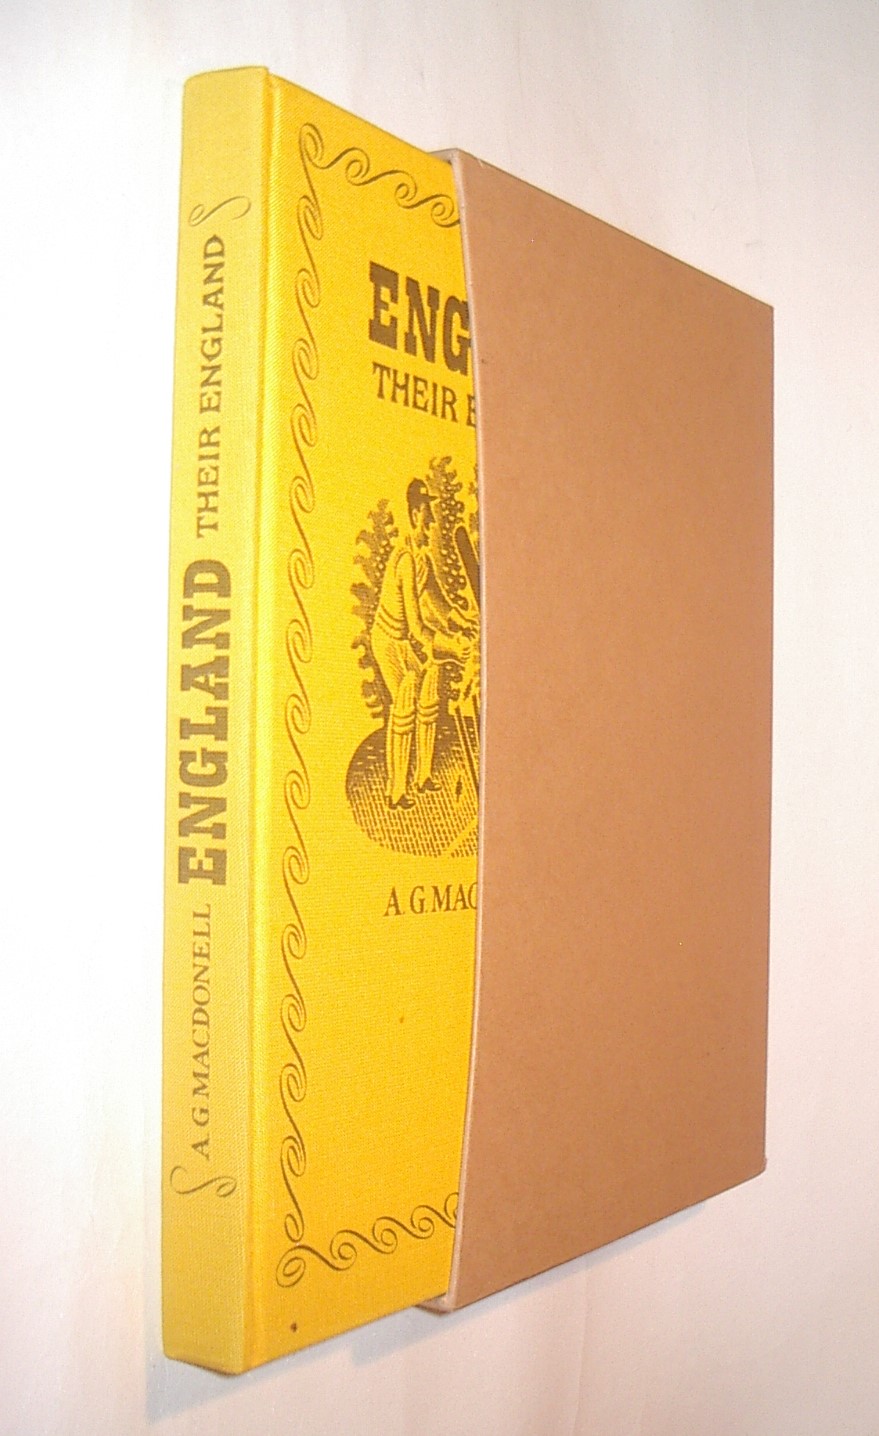 A.G.MACDONELL ENGLAND THEIR ENGLAND
ENG
THEIR E
A.G.MAC